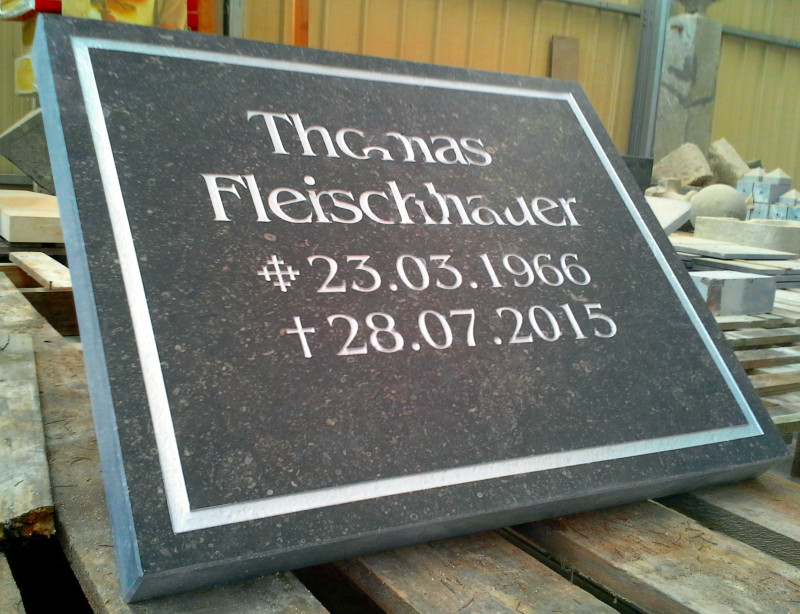 Thomas
Fleischhauer
23.03.1966
† 28.07.2015